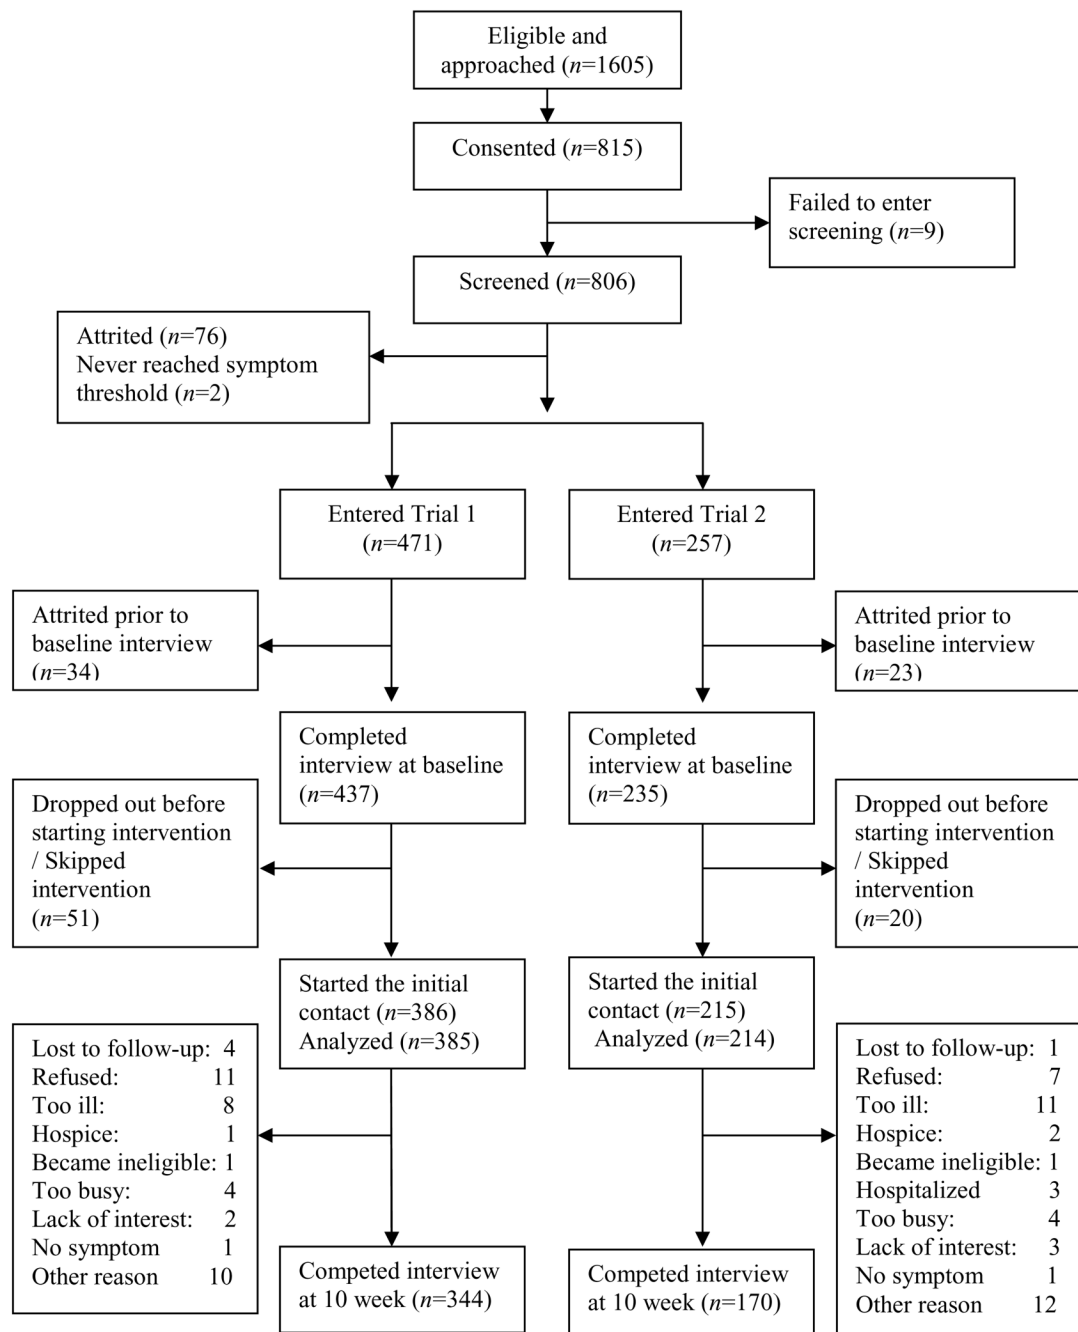 Eligible and
approached (n=1605)
Consented (n=815)
Failed to enter
screening (n=9)
Screened (n=806)
Attrited (n=76)
Never reached symptom
threshold (n=2)
Entered Trial 1
(n=471)
Entered Trial 2
(n=257)
Attrited prior to
baseline interview
(n=34)
Attrited prior to
baseline interview
(n=23)
Completed
interview at baseline
(n=437)
Completed
interview at baseline
(n=235)
Dropped out before
starting intervention
/ Skipped
intervention
(n=51)
Dropped out before
starting intervention
/ Skipped
intervention
(n=20)
Started the initial
contact (n=386)
Analyzed (n=385)
Started the initial
contact (n=215)
Analyzed (n=214)
Lost to follow-up: 4
Refused: 11
Too ill: 8
Hospice: 1
Became ineligible: 1
Too busy: 4
Lack of interest: 2
No symptom 1
Other reason 10
Lost to follow-up: 1
Refused: 7
Too ill: 11
Hospice: 2
Became ineligible: 1
Hospitalized 3
Too busy: 4
Lack of interest: 3
No symptom 1
Other reason 12
Competed interview
at 10 week (n=344)
Competed interview
at 10 week (n=170)